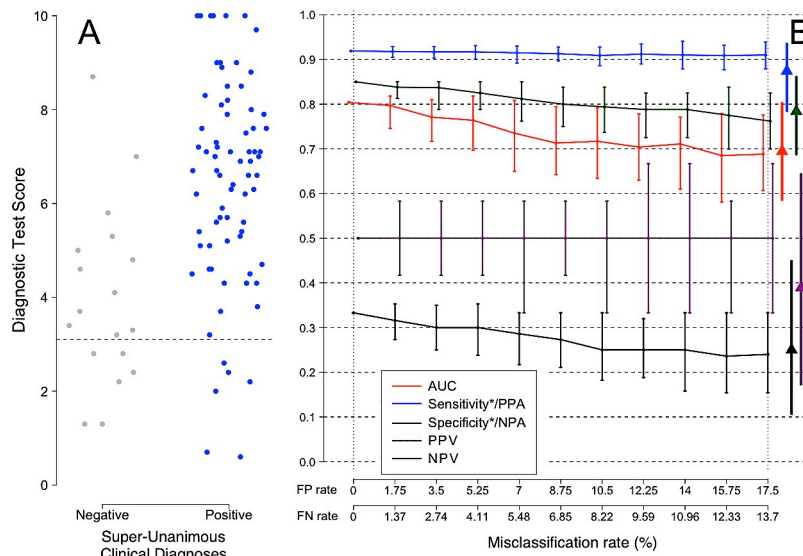 A
Diagnostic Test Score
10
8
6
4
2
0
Negative
Positive
Super-Unanimous
Clinical Diagnoses
B
1.0
0.9
0.8
0.7
0.6
0.5
0.4
0.3
0.2
0.1
0.0
AUC
Sensitivity*/PPA
Specificity*/NPA
PPV
NPV
FP rate 0 1.75 3.5 5.25 7 8.75 10.5 12.25 14 15.75 17.5
FN rate 0 1.37 2.74 4.11 5.48 6.85 8.22 9.59 10.96 12.33 13.7
Misclassification rate (%)